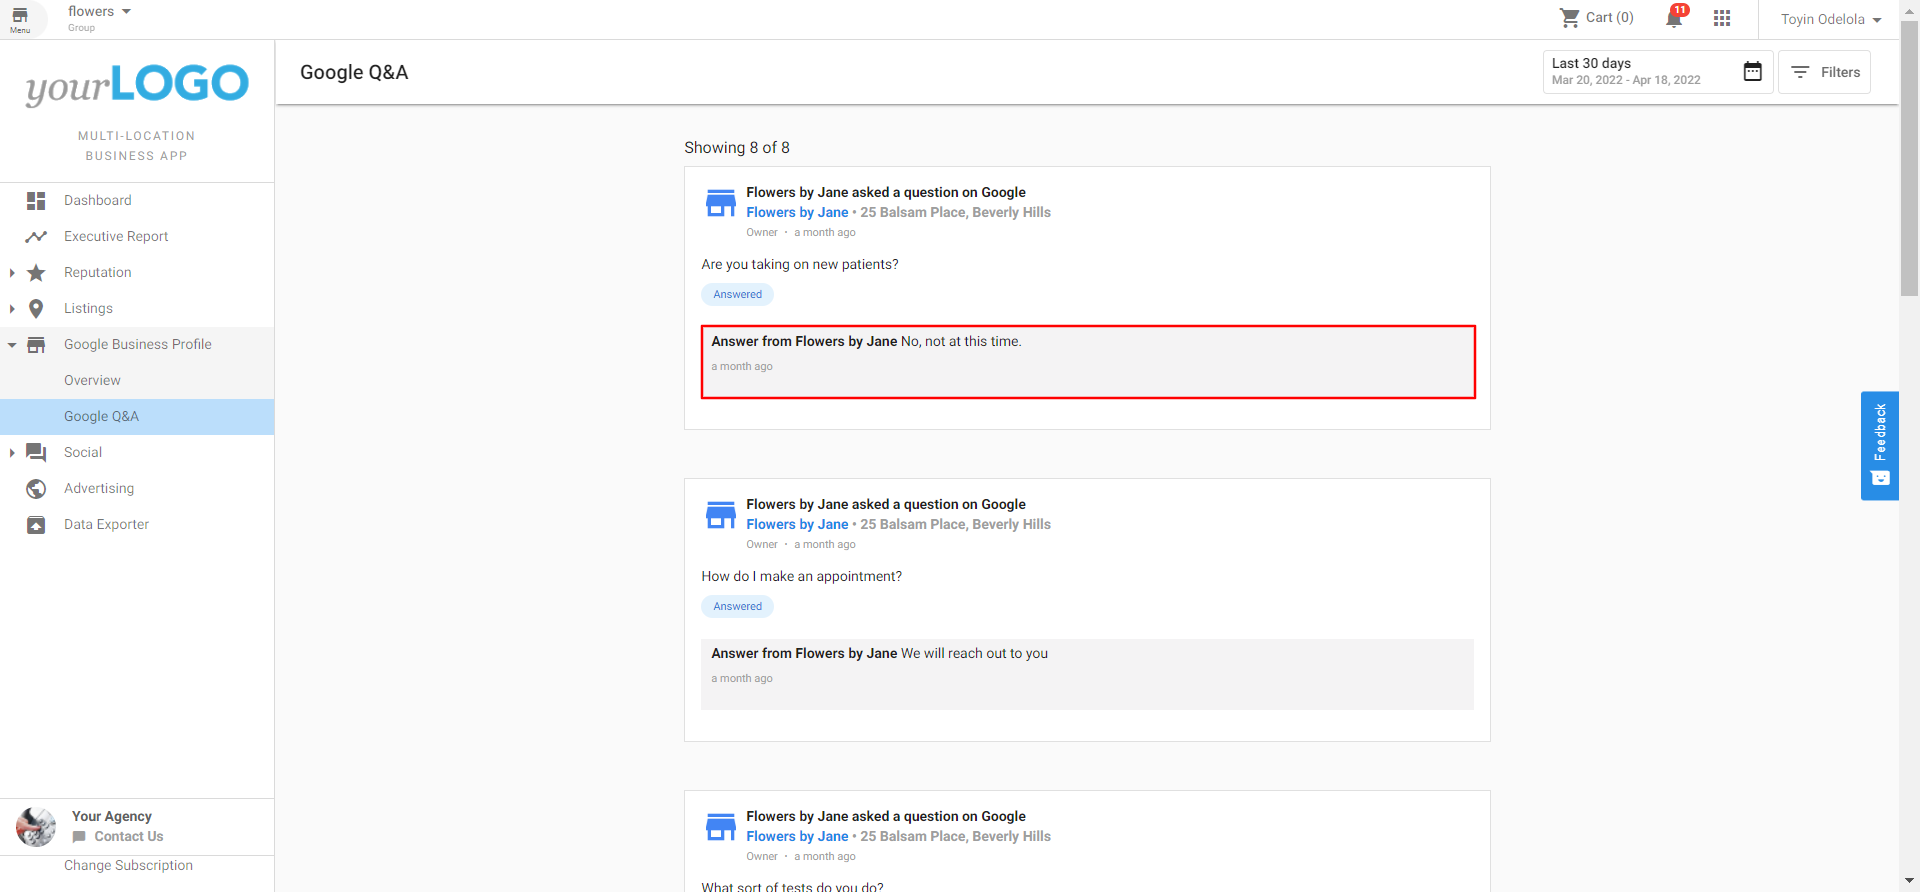 Menu
flowers
Group
Cart (0)
11
Toyin Odelola
yourLOGO
MULTI-LOCATION
BUSINESS APP
Dashboard
Executive Report
Reputation
Listings
Google Business Profile
Overview
Google Q&A
Social
Advertising
Data Exporter
Your Agency
Contact Us
Change Subscription
Google Q&A
Last 30 days
Mar 20, 2022 - Apr 18, 2022
Filters
Showing 8 of 8
Flowers by Jane asked a question on Google
Flowers by Jane • 25 Balsam Place, Beverly Hills
Owner · a month ago
Are you taking on new patients?
Answered
Answer from Flowers by Jane No, not at this time.
a month ago
Flowers by Jane asked a question on Google
Flowers by Jane • 25 Balsam Place, Beverly Hills
Owner · a month ago
How do I make an appointment?
Answered
Answer from Flowers by Jane We will reach out to you
a month ago
Flowers by Jane asked a question on Google
Flowers by Jane • 25 Balsam Place, Beverly Hills
Owner · a month ago
What sort of tests do you do?
Feedback